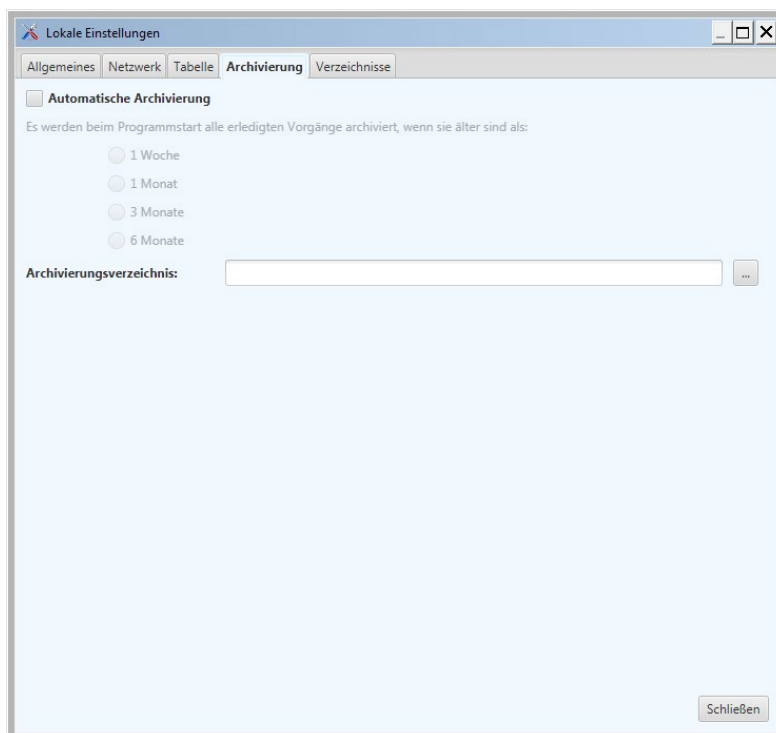 Lokale Einstellungen
Allgemeines Netzwerk Tabelle Archivierung Verzeichnisse
Automatische Archivierung
Es werden beim Programmstart alle erledigten Vorgänge archiviert, wenn sie älter sind als:
1 Woche
1 Monat
3 Monate
6 Monate
Archivierungsverzeichnis: ...
Schließen